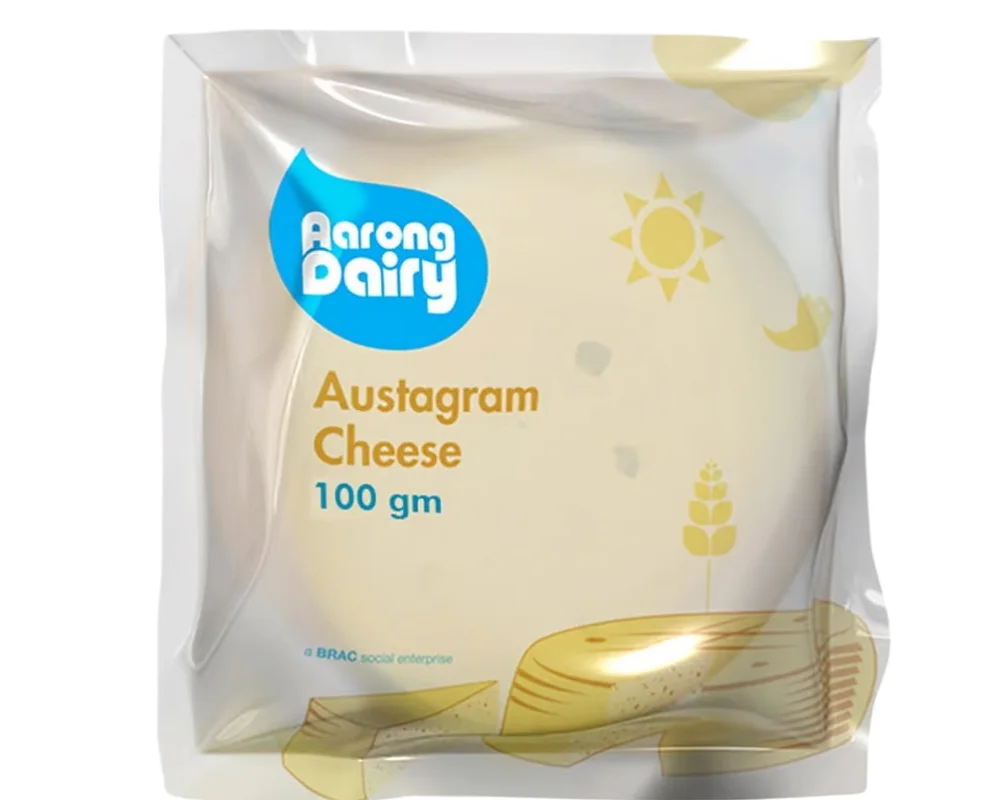 Aarong
Dairy
Austagram
Cheese
100 gm
a BRAC social enterprise